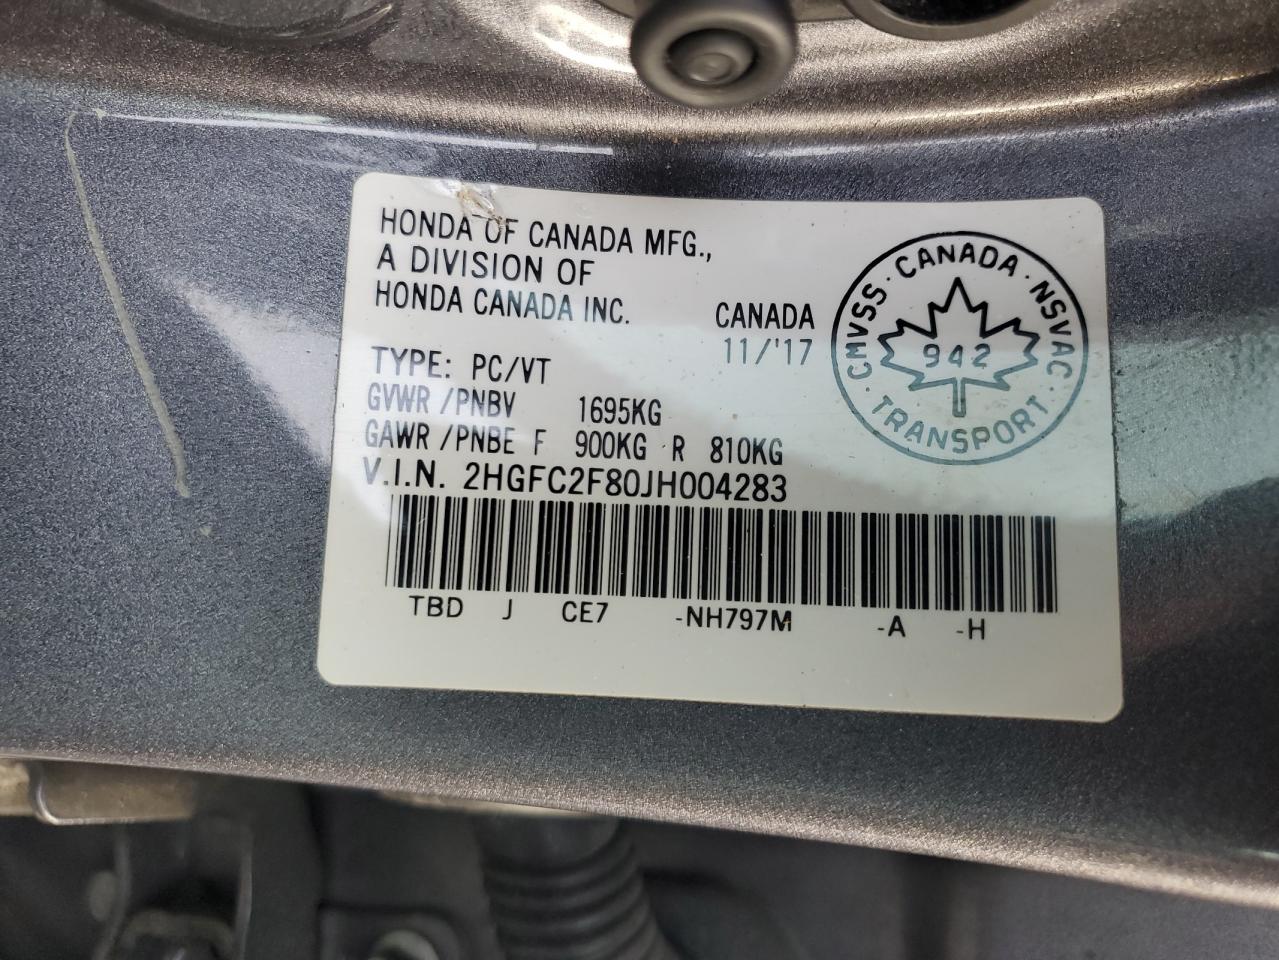 HONDA OF CANADA MFG.,
A DIVISION OF
HONDA CANADA INC.
CANADA
11/'17
TYPE: PC/VT
GVWR /PNBV 1695KG
GAWR /PNBE F 900KG R 810KG
V.I.N. 2HGFC2F80JH004283
TBD J CE7 -NH797M -A -H
CMVSS · CANADA · NSVAC · TRANSPORT ·
942